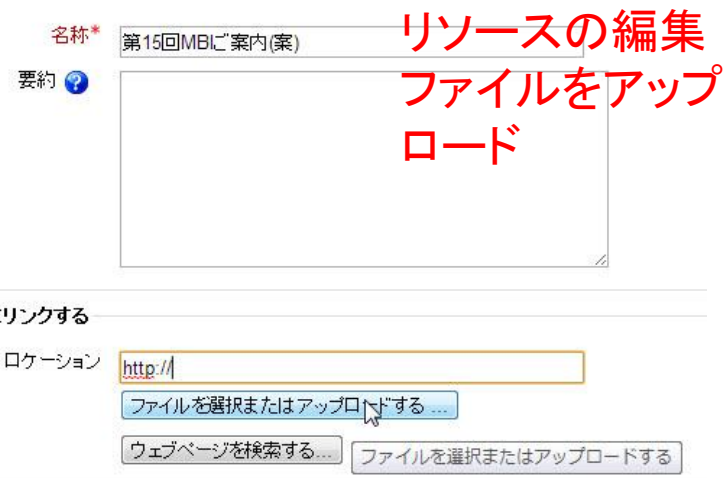 リソースの編集
ファイルをアップ
ロード
名称*
第15回MBIご案内(案)
要約
リンクする
ロケーション
http://
ファイルを選択またはアップロードする ...
ウェブページを検索する...
ファイルを選択またはアップロードする